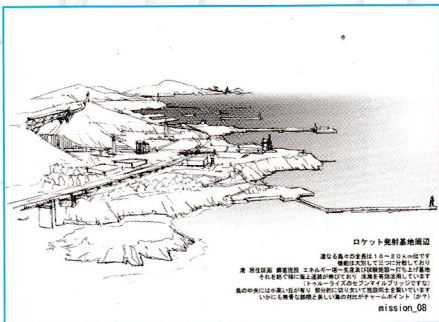 ロケット発射基地周辺
連なる島々の全長は16〜20km位です
機能は大別して三つに分散しており
港 居住区画 農畜施設 エネルギー塔〜生産及び試験施設〜打ち上げ基地
それを紡ぐ様に海上道路が伸びており 浅瀬を有効活用しています
(トゥルーライズのセブンマイルブリッジですな)
島の中央には小高い丘が有り 部分的に切り欠いて施設同士を繋いでいます
いかにも無骨な鉄橋と美しい海の対比がチャームポイント (か?)
mission_08